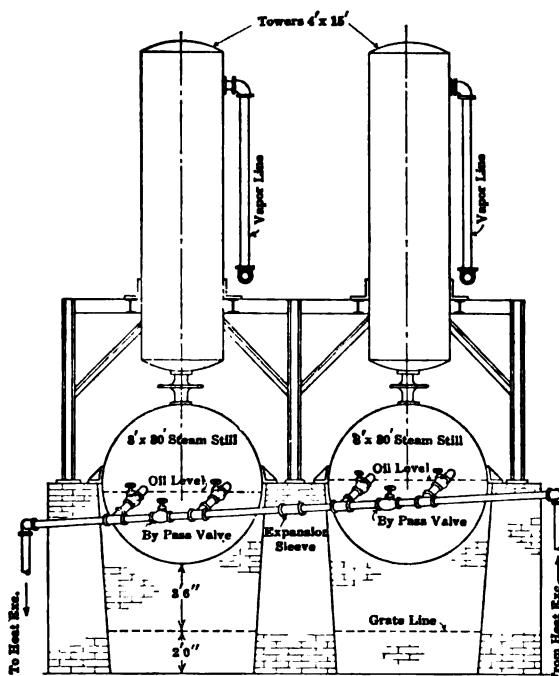 Towers 4′ x 15′
Vapor Line
Vapor Line
8′ x 30′ Steam Still
8′ x 30′ Steam Still
Oil Level
Oil Level
By Pass Valve
Expansion
Sleeve
By Pass Valve
To Heat Exc.
From Heat Exc.
3′6″
Grate Line
2′0″